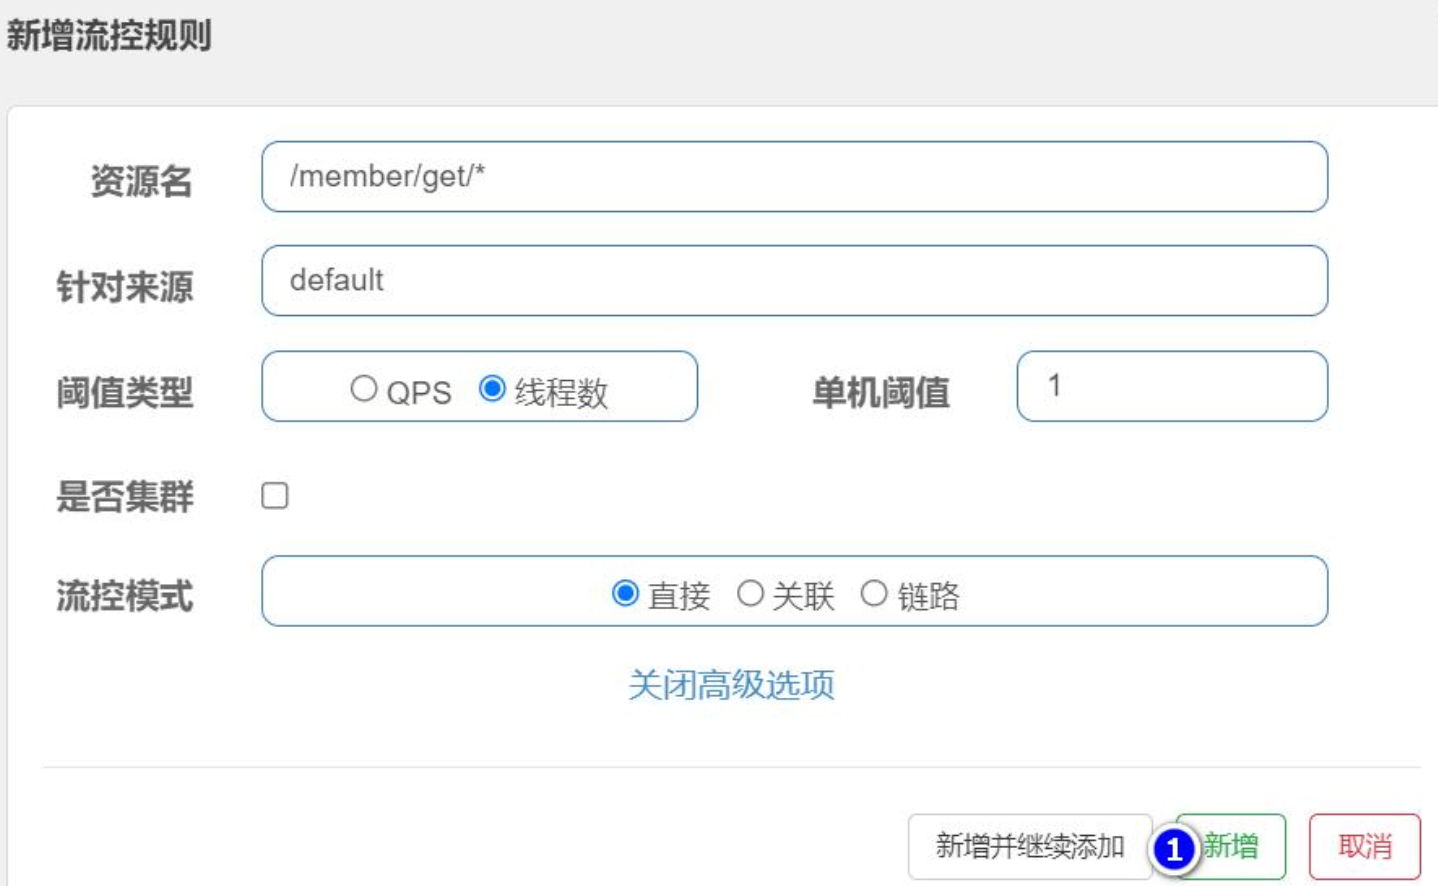 新增流控规则
资源名 /member/get/*
针对来源 default
阈值类型 QPS 线程数 单机阈值 1
是否集群
流控模式 直接 关联 链路
关闭高级选项
新增并继续添加 1 新增 取消